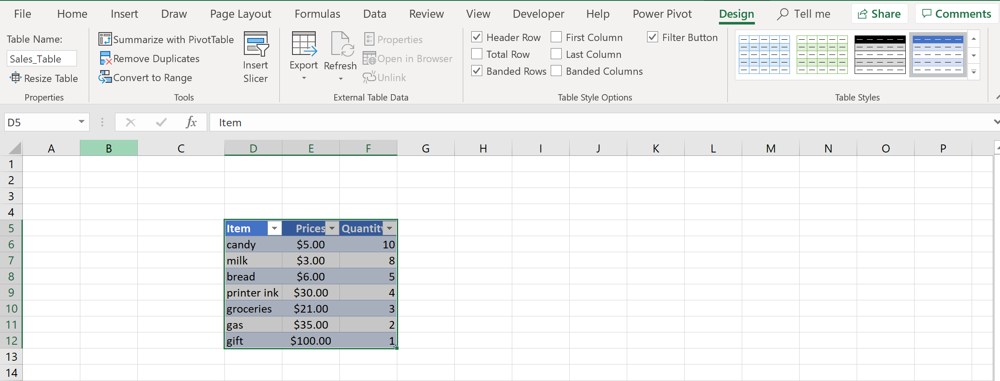 File Home Insert Draw Page Layout Formulas Data Review View Developer Help Power Pivot Design Tell me Share Comments
Table Name:
Sales_Table
Resize Table
Properties
Summarize with PivotTable
Remove Duplicates
Convert to Range
Insert
Slicer
Tools
Export
Refresh
Properties
Open in Browser
Unlink
External Table Data
Header Row First Column Filter Button
Total Row Last Column
Banded Rows Banded Columns
Table Style Options
Table Styles
D5 fx Item
A B C D E F G H I J K L M N O P
1
2
3
4
5 Item Prices Quantity
6 candy $5.00 10
7 milk $3.00 8
8 bread $6.00 5
9 printer ink $30.00 4
10 groceries $21.00 3
11 gas $35.00 2
12 gift $100.00 1
13
14